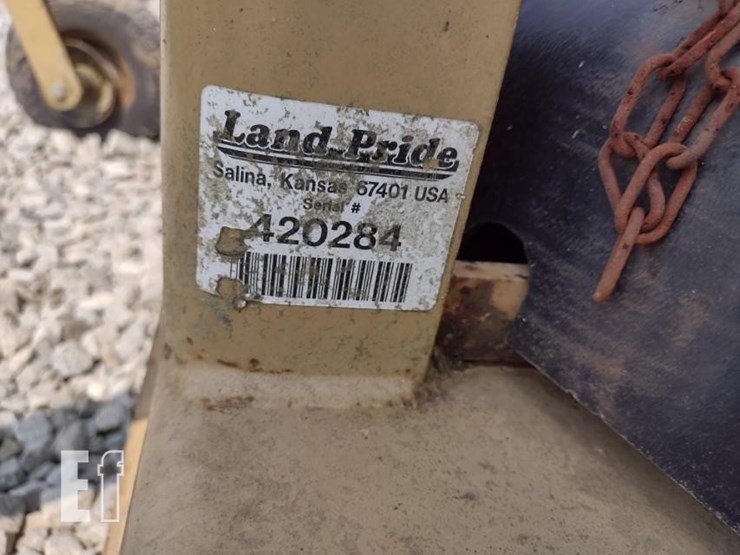 Land Pride
Salina, Kansas 67401 USA
Serial #
420284
Ef